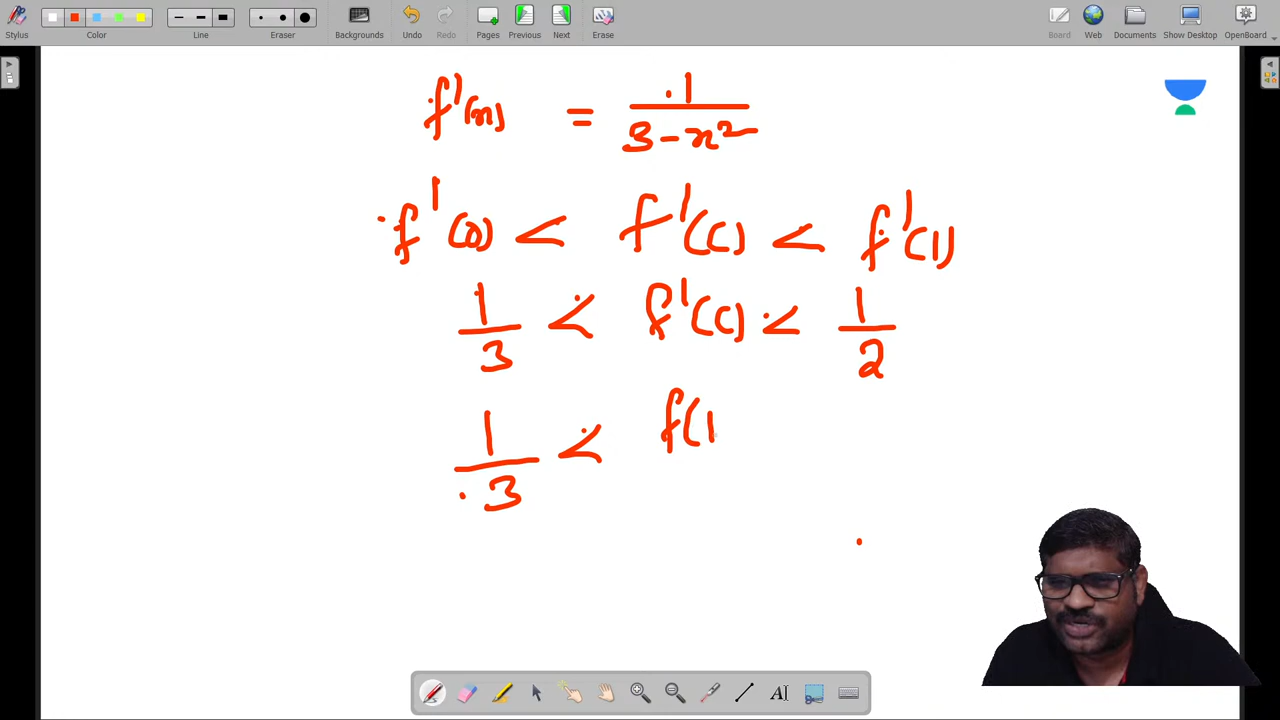 Stylus Color Line Eraser Backgrounds Undo Redo Pages Previous Next Erase Board Web Documents Show Desktop OpenBoard
f'(x) = 1/(3-x²)
f'(0) < f'(c) < f'(1)
1/3 < f'(c) < 1/2
1/3 < f(1